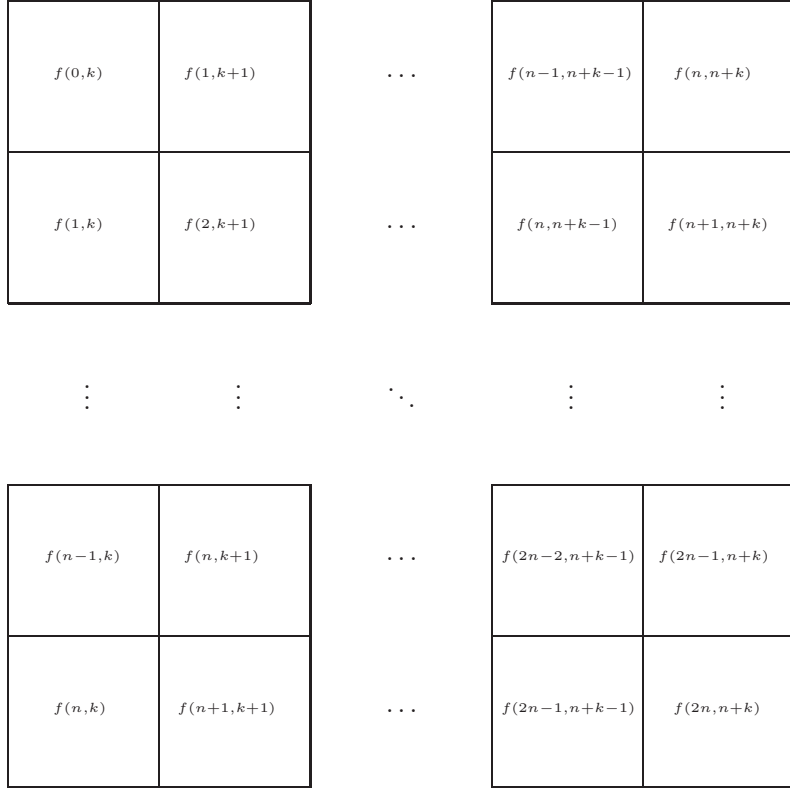 f(0,k) f(1,k+1) ... f(n−1,n+k−1) f(n,n+k)
f(1,k) f(2,k+1) ... f(n,n+k−1) f(n+1,n+k)
⋮ ⋮ ⋱ ⋮ ⋮
f(n−1,k) f(n,k+1) ... f(2n−2,n+k−1) f(2n−1,n+k)
f(n,k) f(n+1,k+1) ... f(2n−1,n+k−1) f(2n,n+k)